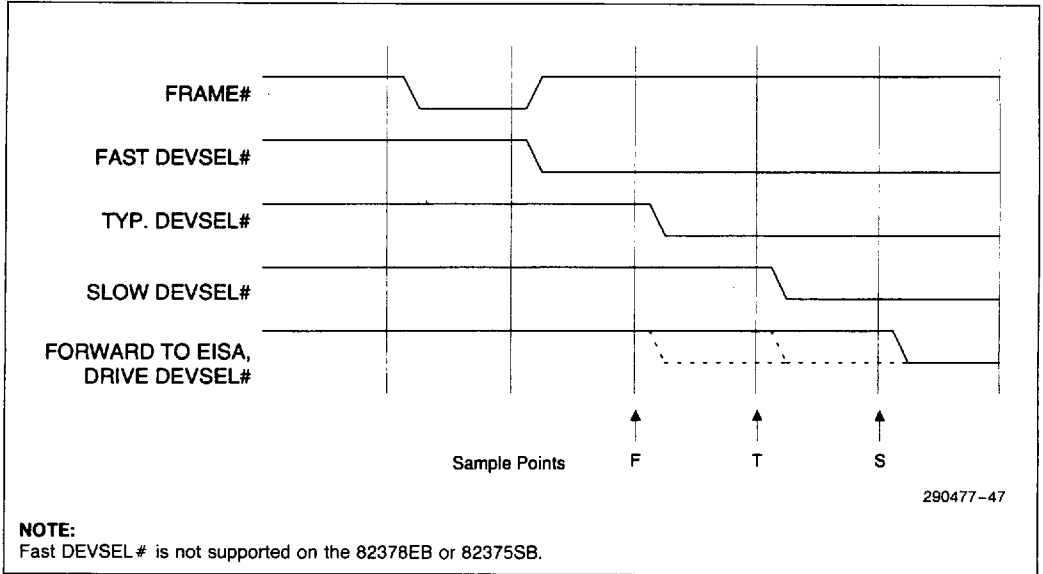 FRAME#
FAST DEVSEL#
TYP. DEVSEL#
SLOW DEVSEL#
FORWARD TO EISA,
DRIVE DEVSEL#
Sample Points F T S
290477-47
NOTE:
Fast DEVSEL# is not supported on the 82378EB or 82375SB.